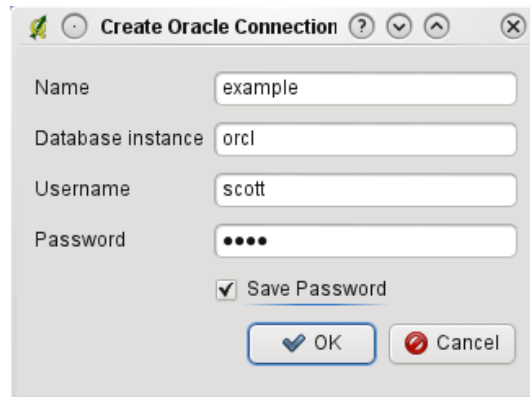 Create Oracle Connection
Name example
Database instance orcl
Username scott
Password ••••
Save Password
OK Cancel